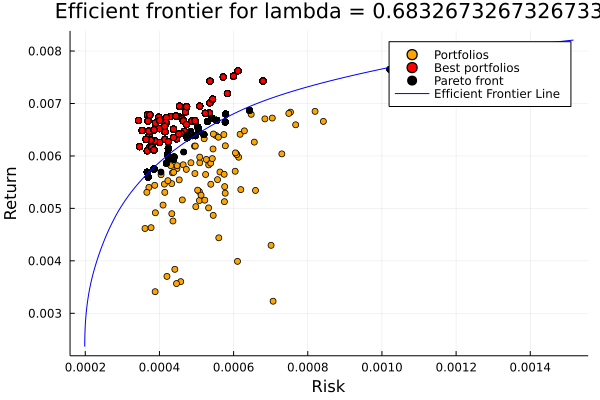 Efficient frontier for lambda = 0.6832673267326733
Portfolios
Best portfolios
Pareto front
Efficient Frontier Line
Return
0.008
0.007
0.006
0.005
0.004
0.003
0.0002 0.0004 0.0006 0.0008 0.0010 0.0012 0.0014
Risk